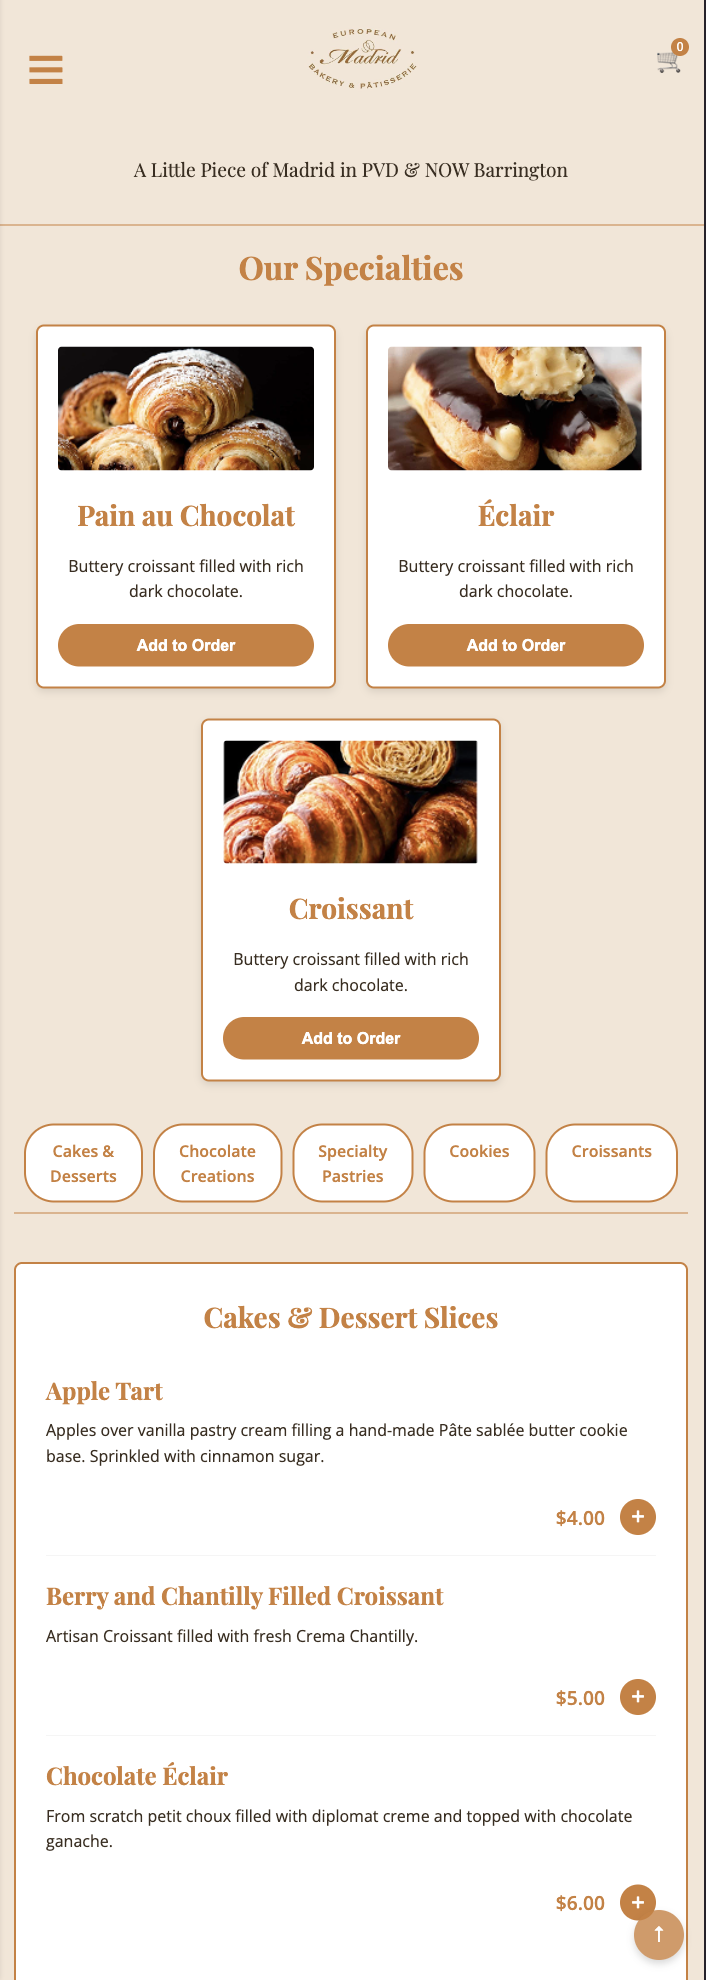 EUROPEAN
Madrid
BAKERY & PÂTISSERIE
0
A Little Piece of Madrid in PVD & NOW Barrington
Our Specialties
Pain au Chocolat
Buttery croissant filled with rich
dark chocolate.
Add to Order
Éclair
Buttery croissant filled with rich
dark chocolate.
Add to Order
Croissant
Buttery croissant filled with rich
dark chocolate.
Add to Order
Cakes &
Desserts
Chocolate
Creations
Specialty
Pastries
Cookies
Croissants
Cakes & Dessert Slices
Apple Tart
Apples over vanilla pastry cream filling a hand-made Pâte sablée butter cookie
base. Sprinkled with cinnamon sugar.
$4.00 +
Berry and Chantilly Filled Croissant
Artisan Croissant filled with fresh Crema Chantilly.
$5.00 +
Chocolate Éclair
From scratch petit choux filled with diplomat creme and topped with chocolate
ganache.
$6.00 +
↑